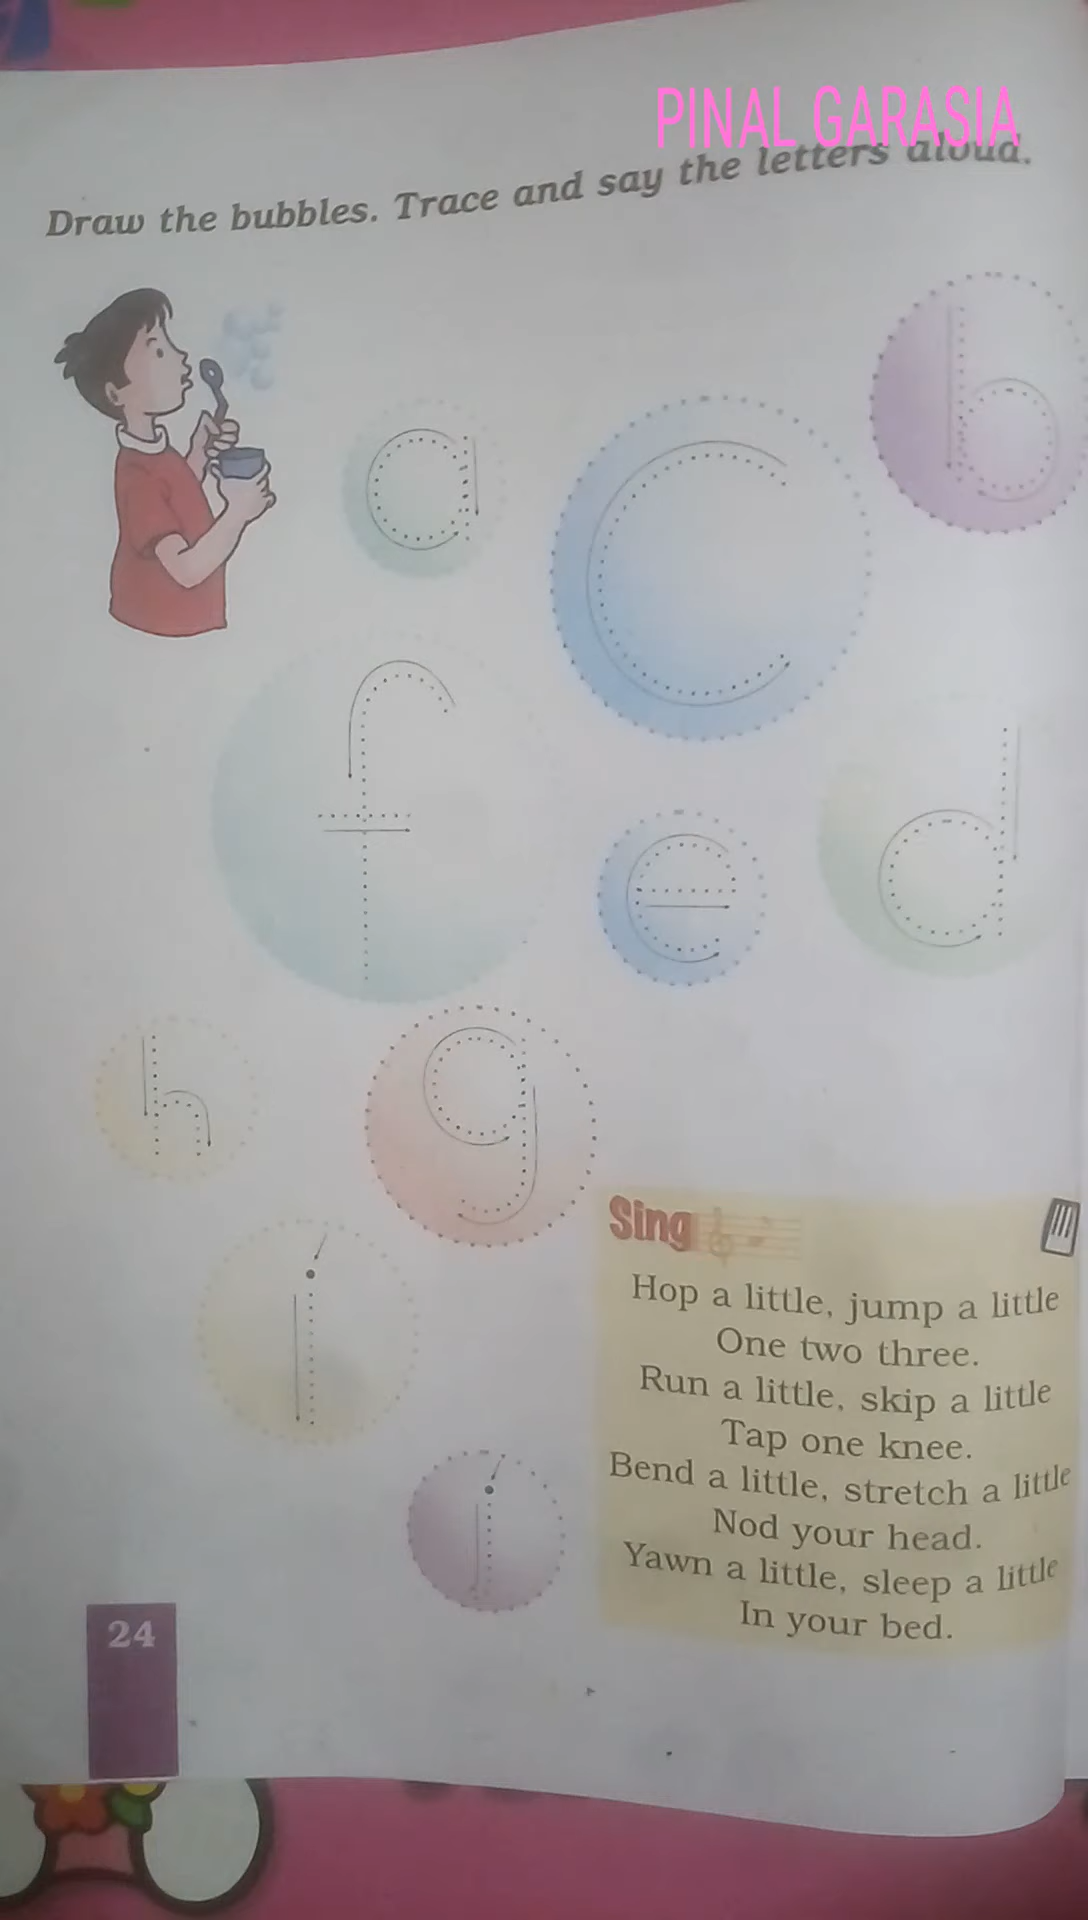 PINAL GARASIA
Draw the bubbles. Trace and say the letters aloud.
a
b
c
f
e
d
h
g
i
i
Sing
Hop a little, jump a little
One two three.
Run a little, skip a little
Tap one knee.
Bend a little, stretch a little
Nod your head.
Yawn a little, sleep a little
In your bed.
24